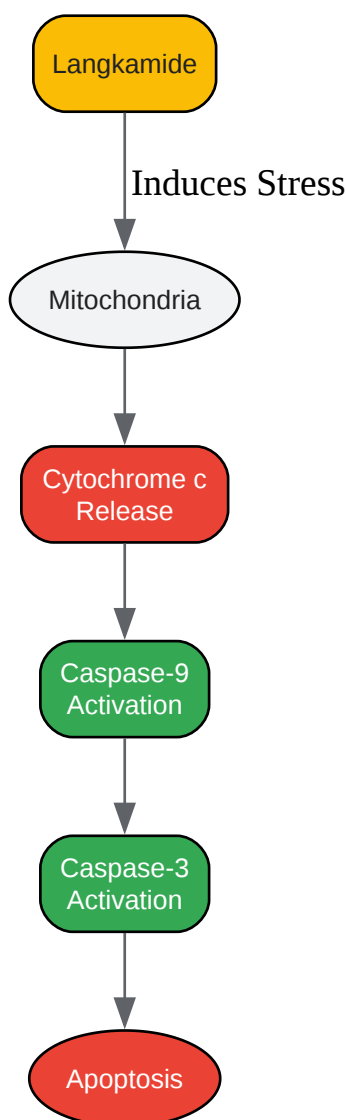 Langkamide
Induces Stress
Mitochondria
Cytochrome c
Release
Caspase-9
Activation
Caspase-3
Activation
Apoptosis